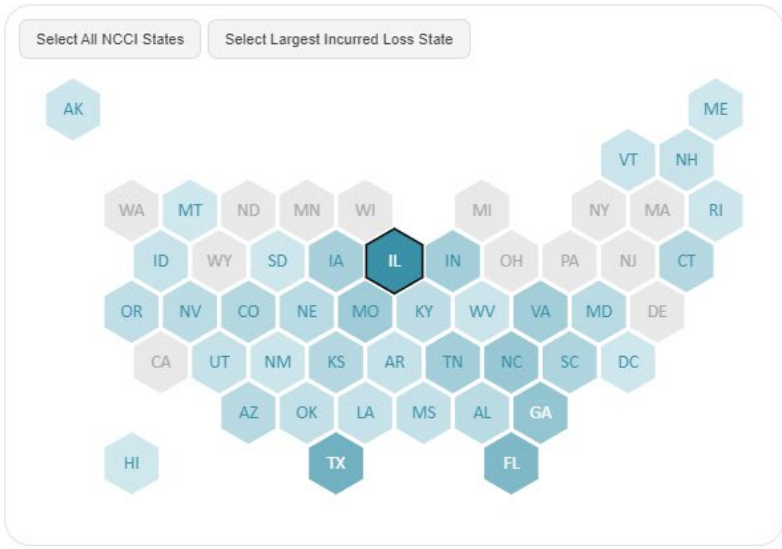 Select All NCCI States Select Largest Incurred Loss State
AK ME
VT NH
WA MT ND MN WI MI NY MA RI
ID WY SD IA IL IN OH PA NJ CT
OR NV CO NE MO KY WV VA MD DE
CA UT NM KS AR TN NC SC DC
AZ OK LA MS AL GA
HI TX FL